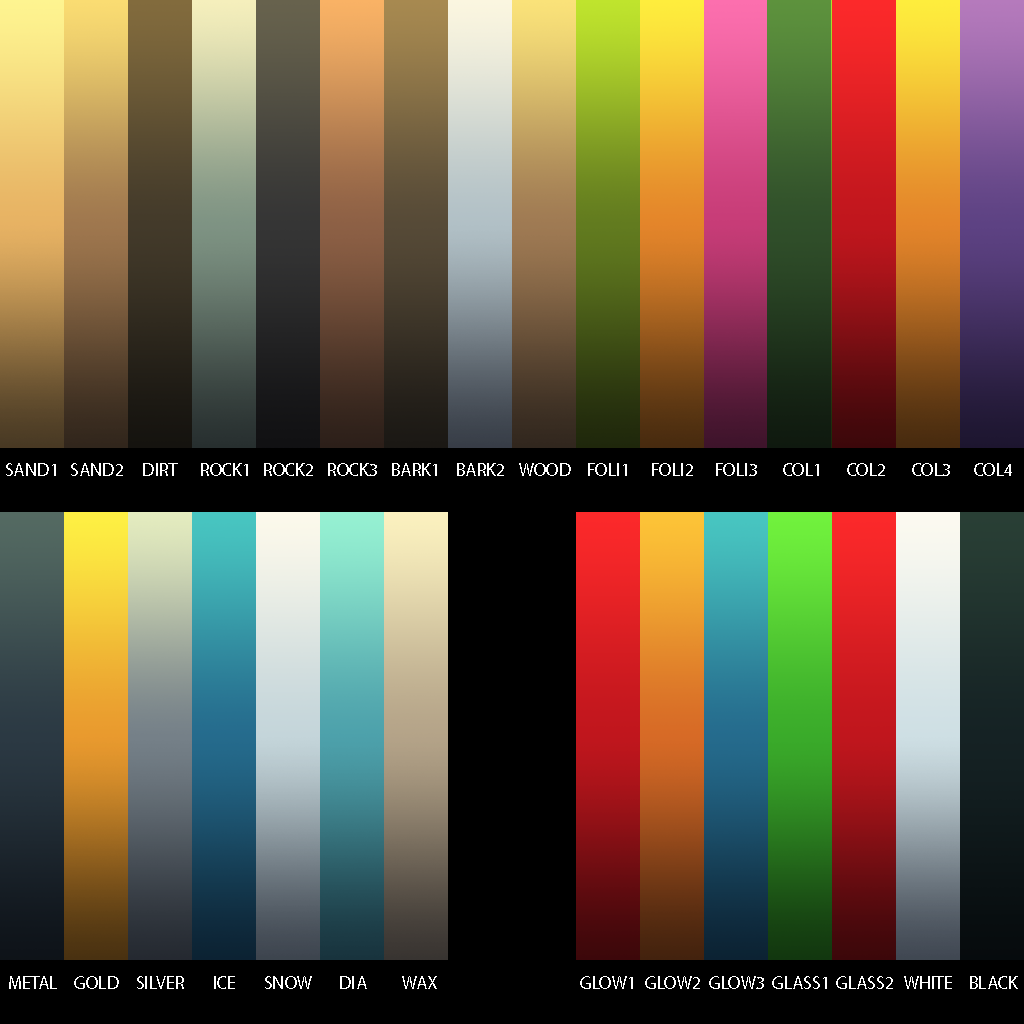 SAND1 SAND2 DIRT ROCK1 ROCK2 ROCK3 BARK1 BARK2 WOOD FOLI1 FOLI2 FOLI3 COL1 COL2 COL3 COL4
METAL GOLD SILVER ICE SNOW DIA WAX GLOW1 GLOW2 GLOW3 GLASS1 GLASS2 WHITE BLACK